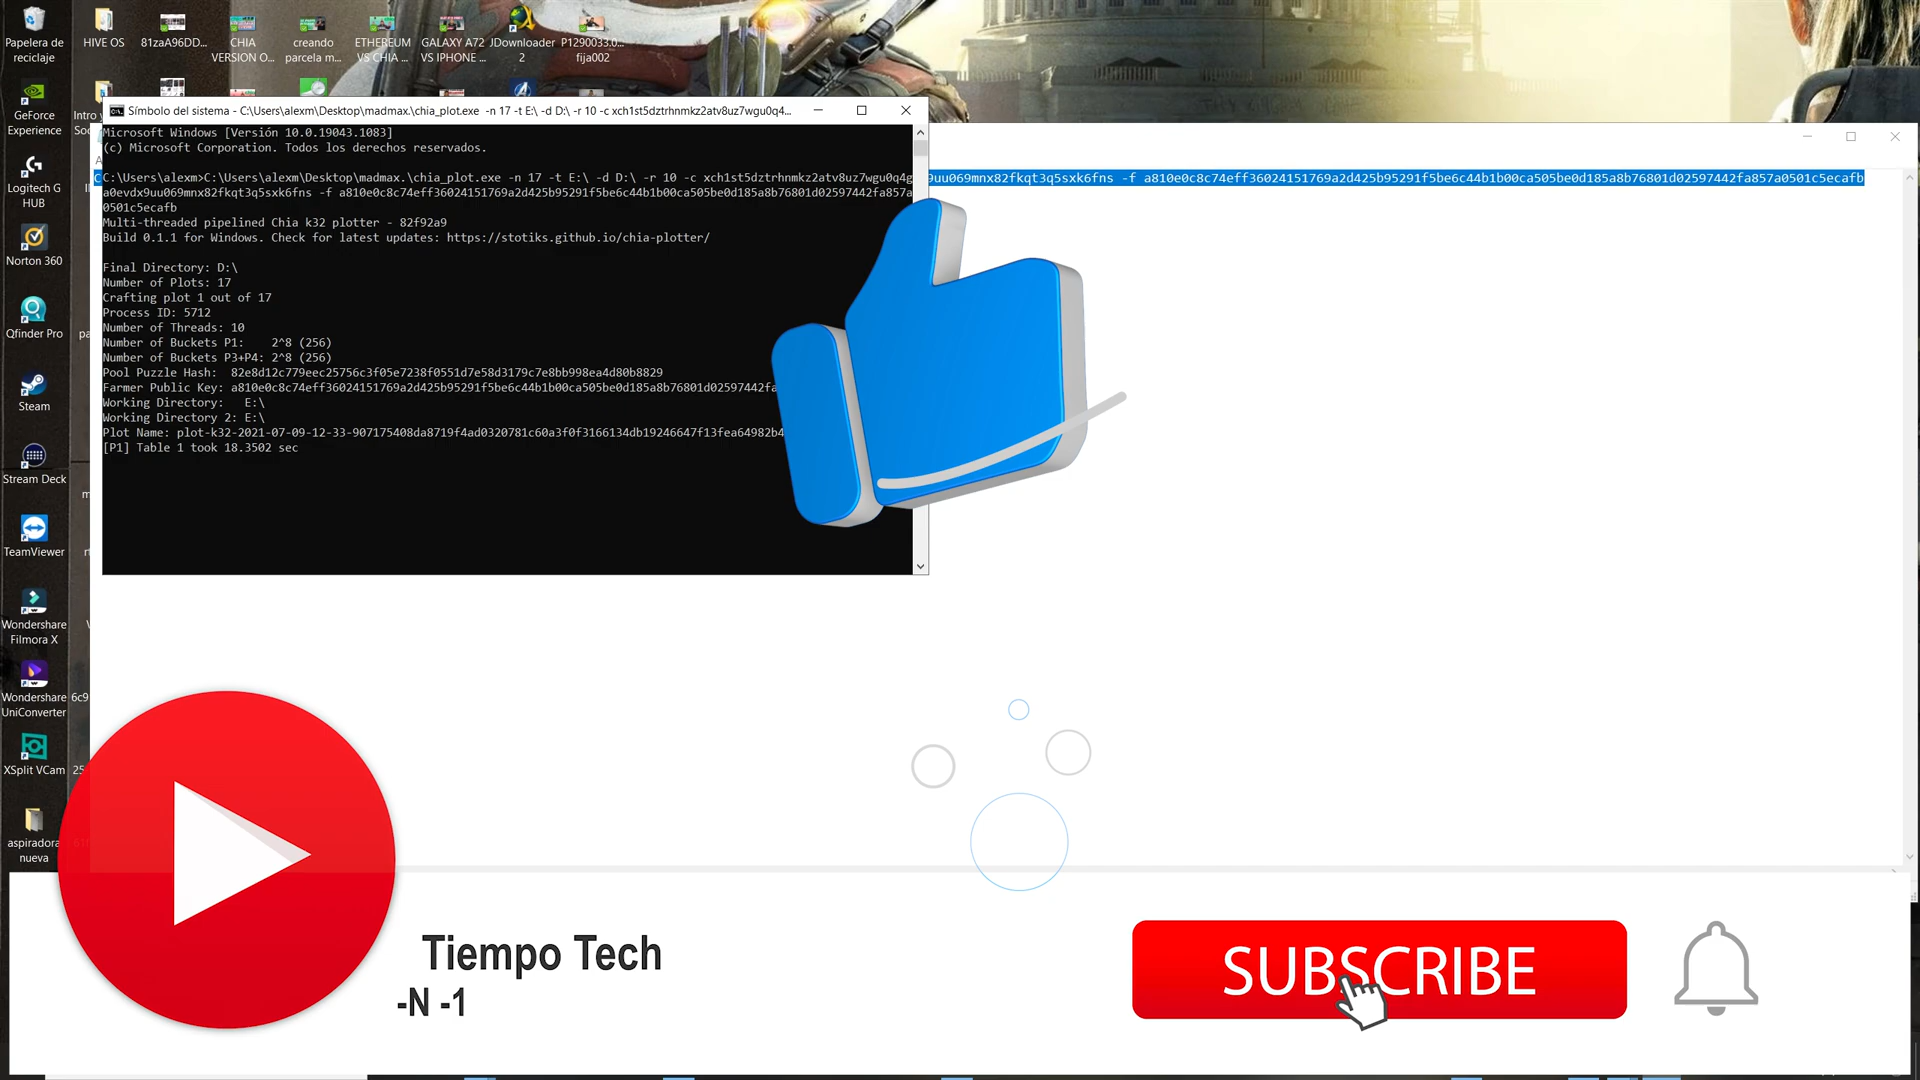 Papelera de reciclaje
HIVE OS
81zaA96DD...
CHIA VERSION O...
creando parcela m...
ETHEREUM VS CHIA ...
GALAXY A72 VS IPHONE ...
JDownloader 2
P1290033.0... fija002
GeForce Experience
Intro y
Soc
Logitech G HUB
Norton 360
Qfinder Pro
pa
Steam
Stream Deck
m
TeamViewer
Wondershare Filmora X
Wondershare UniConverter
6c9
XSplit VCam
25
aspiradora nueva
Símbolo del sistema - C:\Users\alexm\Desktop\madmax.\chia_plot.exe -n 17 -t E:\ -d D:\ -r 10 -c xch1st5dztrhnmkz2atv8uz7wgu0q4...
Microsoft Windows [Versión 10.0.19043.1083]
(c) Microsoft Corporation. Todos los derechos reservados.
C:\Users\alexm>C:\Users\alexm\Desktop\madmax.\chia_plot.exe -n 17 -t E:\ -d D:\ -r 10 -c xch1st5dztrhnmkz2atv8uz7wgu0q4g
a0evdx9uu069mnx82fkqt3q5sxk6fns -f a810e0c8c74eff36024151769a2d425b95291f5be6c44b1b00ca505be0d185a8b76801d02597442fa857a
0501c5ecafb
Multi-threaded pipelined Chia k32 plotter - 82f92a9
Build 0.1.1 for Windows. Check for latest updates: https://stotiks.github.io/chia-plotter/
Final Directory: D:\
Number of Plots: 17
Crafting plot 1 out of 17
Process ID: 5712
Number of Threads: 10
Number of Buckets P1: 2^8 (256)
Number of Buckets P3+P4: 2^8 (256)
Pool Puzzle Hash: 82e8d12c779eec25756c3f05e7238f0551d7e58d3179c7e8bb998ea4d80b8829
Farmer Public Key: a810e0c8c74eff36024151769a2d425b95291f5be6c44b1b00ca505be0d185a8b76801d02597442fa
Working Directory: E:\
Working Directory 2: E:\
Plot Name: plot-k32-2021-07-09-12-33-907175408da8719f4ad0320781c60a3f0f3166134db19246647f13fea64982b4
[P1] Table 1 took 18.3502 sec
9uu069mnx82fkqt3q5sxk6fns -f a810e0c8c74eff36024151769a2d425b95291f5be6c44b1b00ca505be0d185a8b76801d02597442fa857a0501c5ecafb
Tiempo Tech
-N -1
SUBSCRIBE